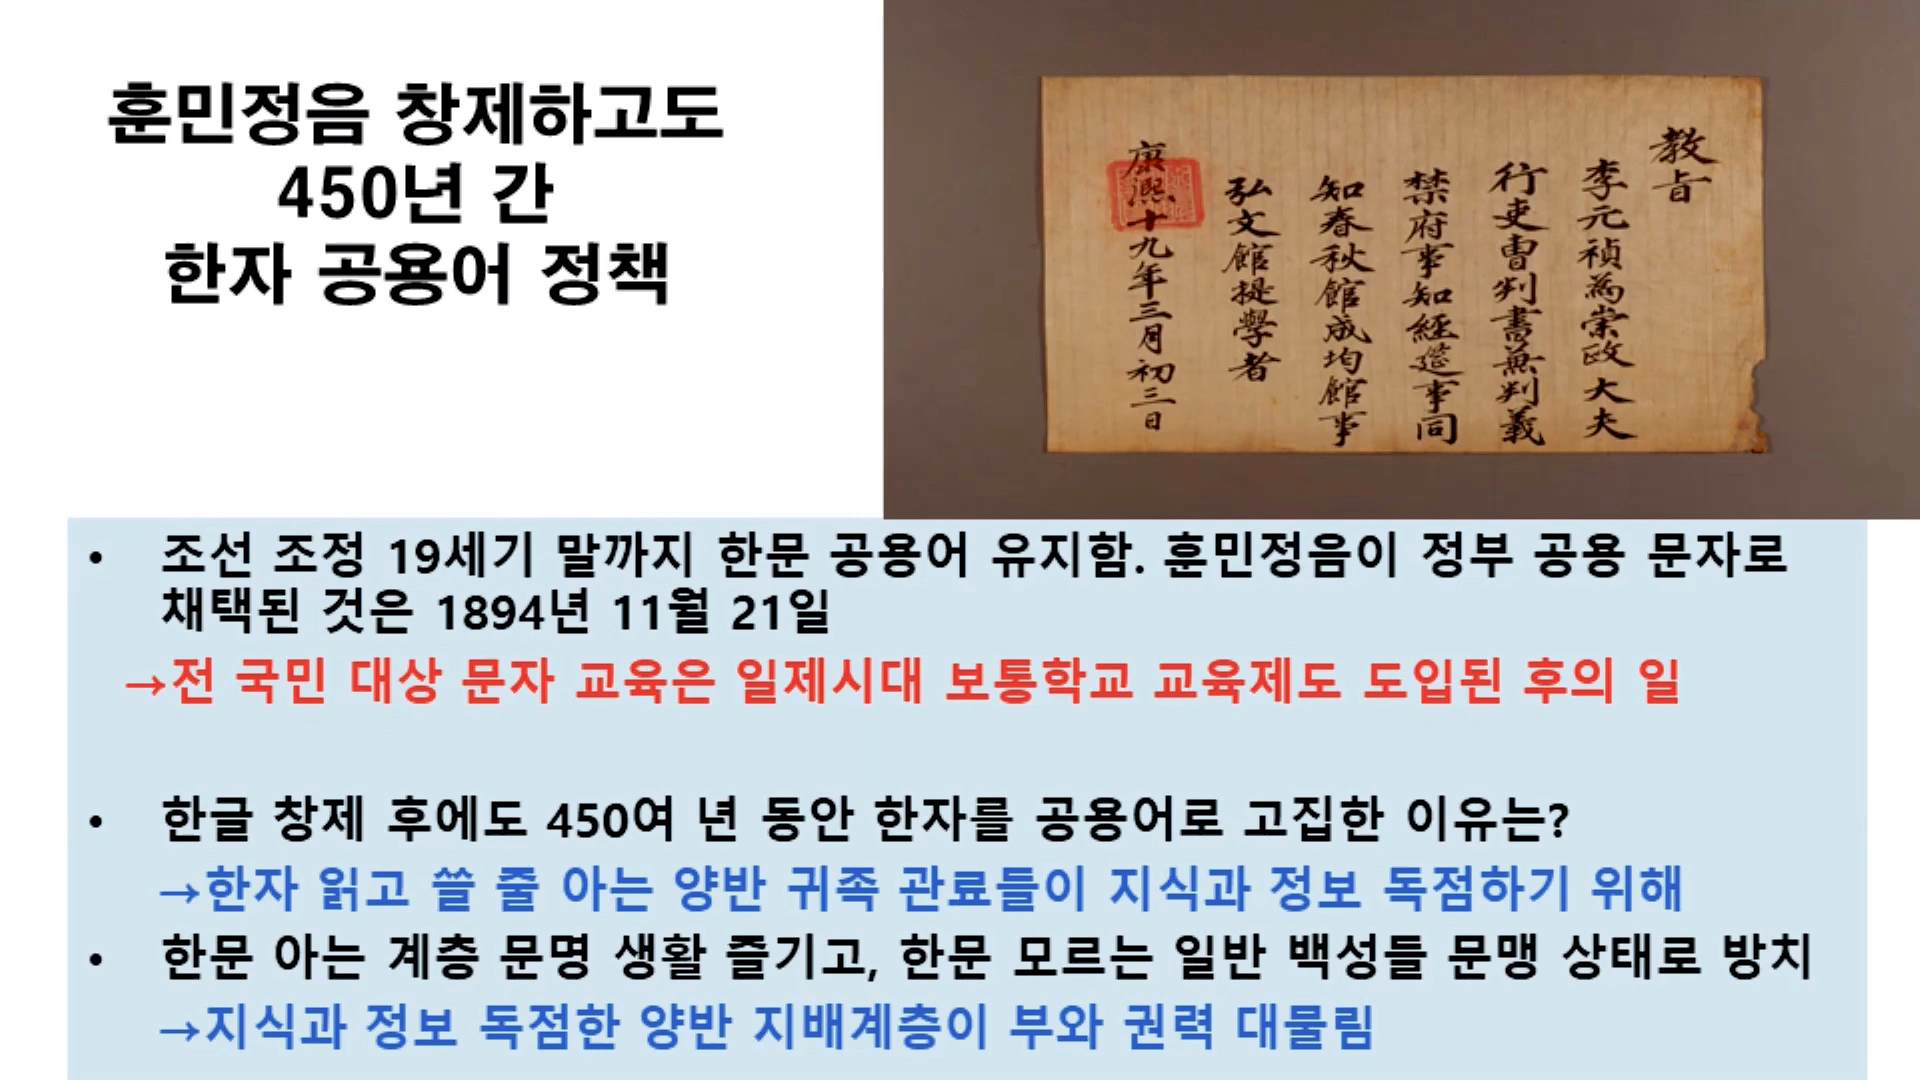 훈민정음 창제하고도
450년 간
한자 공용어 정책
敎旨
李元禎爲崇政大夫
行吏曹判書兼判義
禁府事知經筵事同
知春秋館成均館事
弘文館提學者
康熙十九年三月初三日
• 조선 조정 19세기 말까지 한문 공용어 유지함. 훈민정음이 정부 공용 문자로
채택된 것은 1894년 11월 21일
→전 국민 대상 문자 교육은 일제시대 보통학교 교육제도 도입된 후의 일
• 한글 창제 후에도 450여 년 동안 한자를 공용어로 고집한 이유는?
→한자 읽고 쓸 줄 아는 양반 귀족 관료들이 지식과 정보 독점하기 위해
• 한문 아는 계층 문명 생활 즐기고, 한문 모르는 일반 백성들 문맹 상태로 방치
→지식과 정보 독점한 양반 지배계층이 부와 권력 대물림